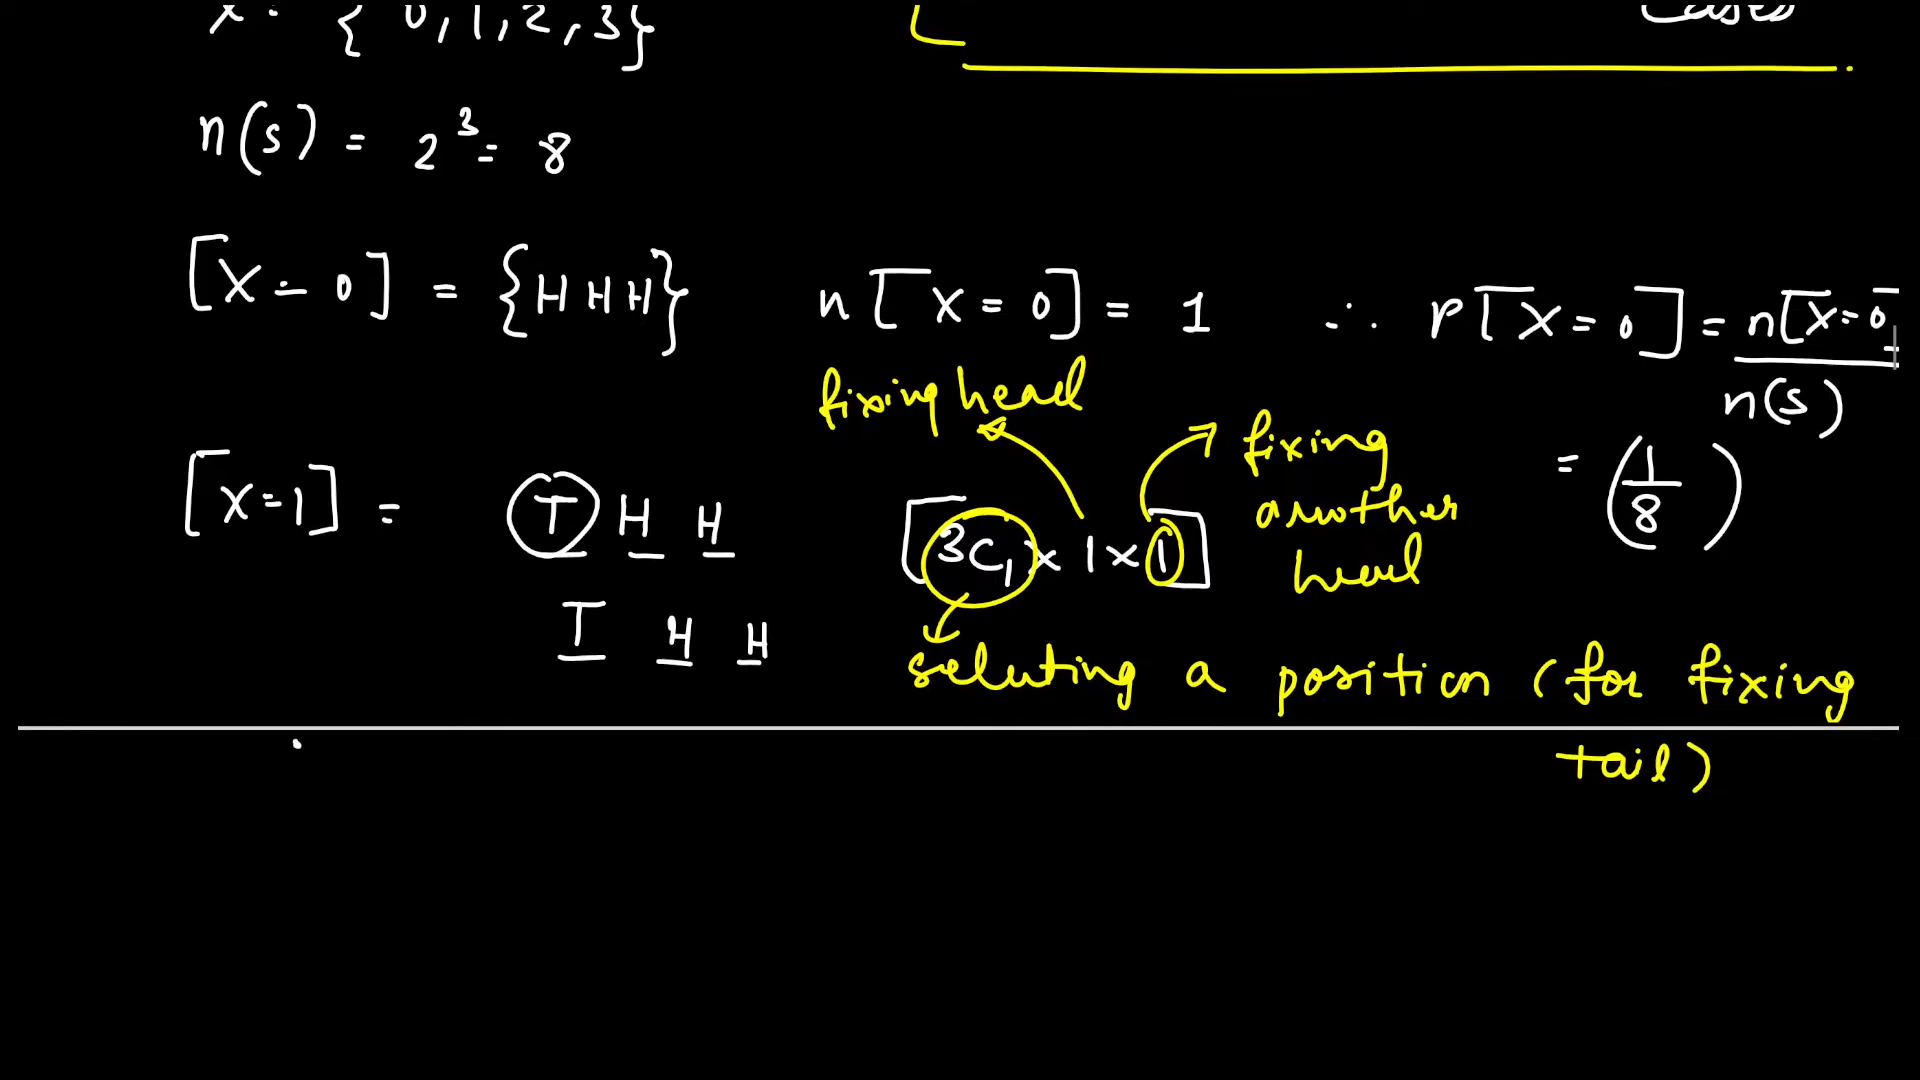 x : { 0, 1, 2, 3}
Cases
n(s) = 2³ = 8
[X = 0] = {H H H} n[X = 0] = 1 ∴ P[X = 0] = n[X = 0] / n(s)
fixing head
= (1/8)
fixing another head
[X = 1] = T H H [3C₁ x 1 x 1]
T H H
selecting a position (for fixing
tail)